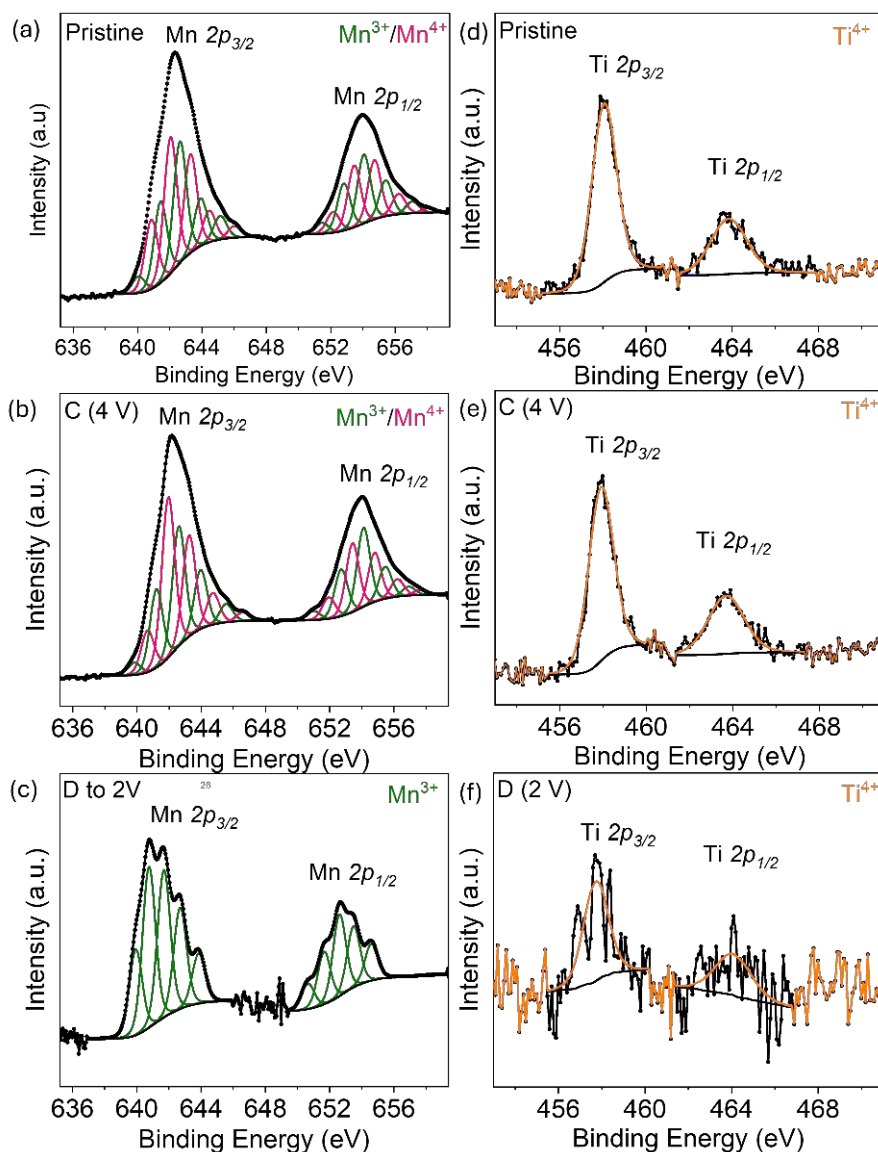 (a) Pristine Mn 2p3/2 Mn³⁺/Mn⁴⁺
Mn 2p1/2
Intensity (a.u)
636 640 644 648 652 656
Binding Energy (eV)
(d) Pristine Ti⁴⁺
Ti 2p3/2
Ti 2p1/2
Intensity (a.u.)
456 460 464 468
Binding Energy (eV)
(b) C (4 V) Mn 2p3/2 Mn³⁺/Mn⁴⁺
Mn 2p1/2
Intensity (a.u.)
636 640 644 648 652 656
Binding Energy (eV)
(e) C (4 V) Ti⁴⁺
Ti 2p3/2
Ti 2p1/2
Intensity (a.u.)
456 460 464 468
Binding Energy (eV)
(c) D to 2V Mn³⁺
Mn 2p3/2
Mn 2p1/2
Intensity (a.u.)
636 640 644 648 652 656
Binding Energy (eV)
(f) D (2 V) Ti⁴⁺
Ti 2p3/2
Ti 2p1/2
Intensity (a.u.)
456 460 464 468
Binding Energy (eV)